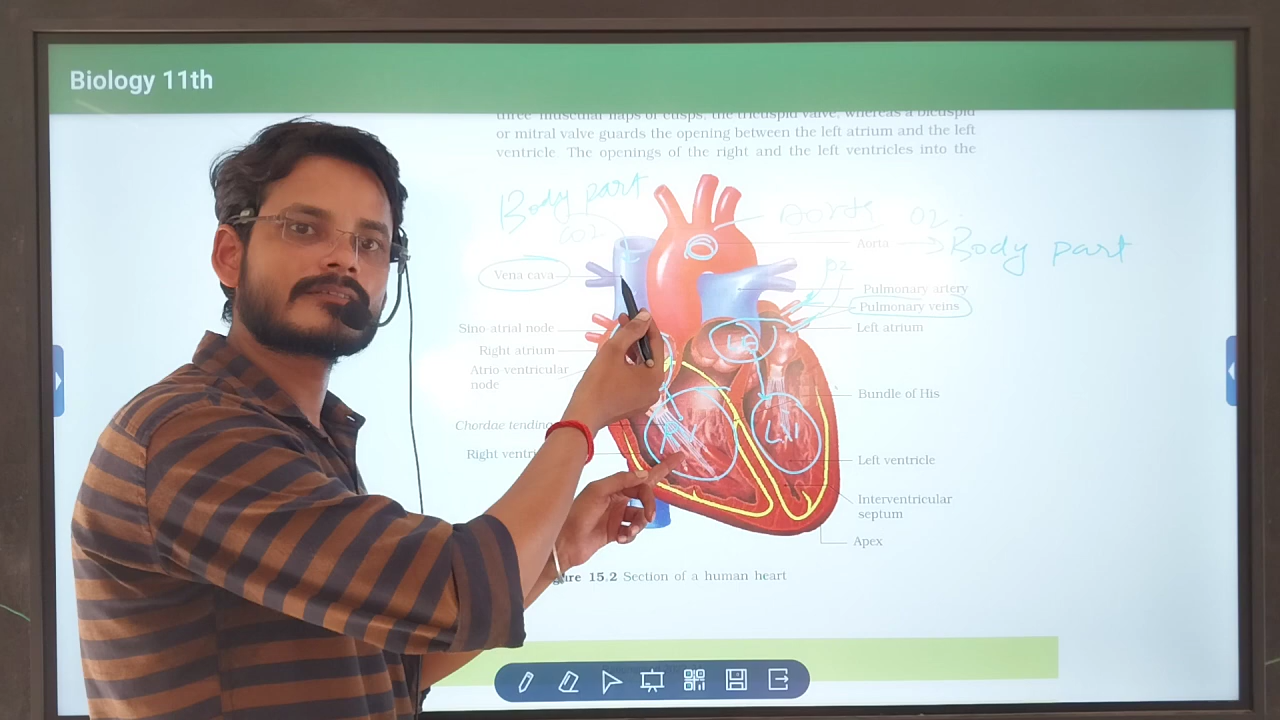 Biology 11th
three muscular flaps or cusps, the tricuspid valve, whereas a bicuspid
or mitral valve guards the opening between the left atrium and the left
ventricle The openings of the right and the left ventricles into the
Body part
Aorta O2
Aorta
Body part
Vena cava
Pulmonary artery
Pulmonary veins
Sino-atrial node
Left atrium
Right atrium
Atrio ventricular
node
Bundle of His
Chordae tendin
Right ventri
Left ventricle
Interventricular
septum
Apex
ure 15.2 Section of a human heart